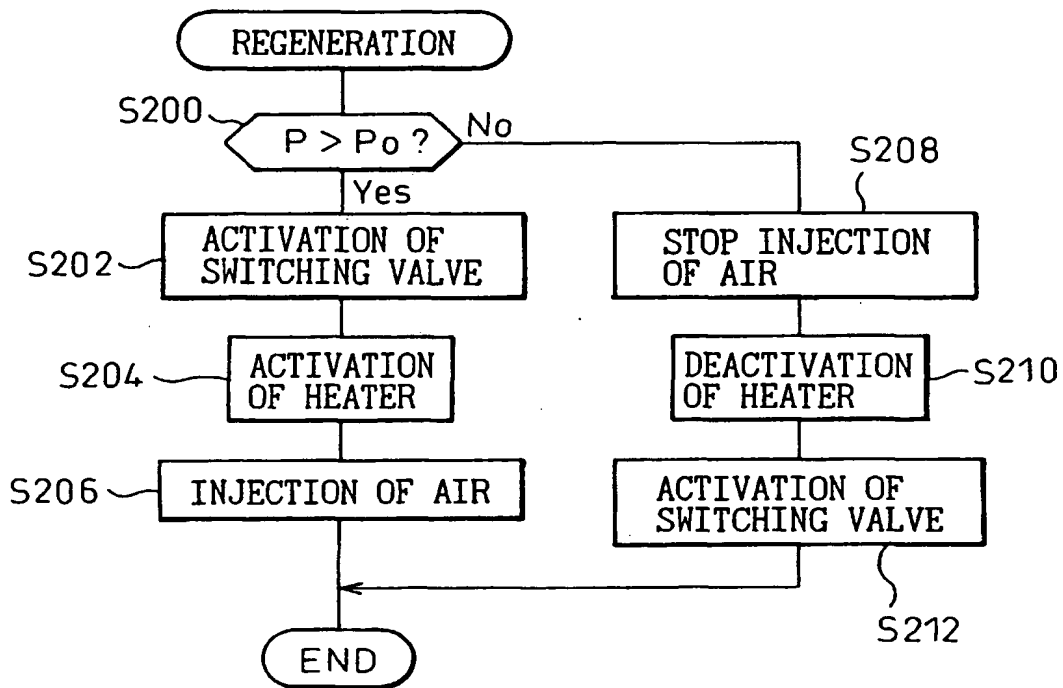 REGENERATION
S200
P > Po ?
No
Yes
S208
ACTIVATION OF
SWITCHING VALVE
S202
STOP INJECTION
OF AIR
ACTIVATION
OF HEATER
S204
DEACTIVATION
OF HEATER
S210
S206
INJECTION OF AIR
ACTIVATION OF
SWITCHING VALVE
S212
END